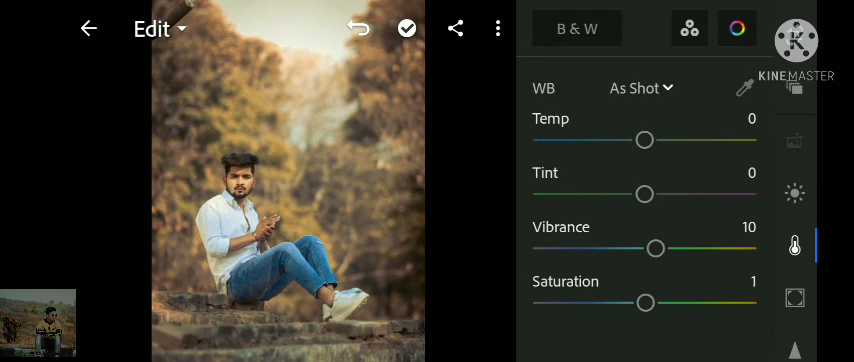 Edit
B & W
KINEMASTER
WB As Shot
Temp 0
Tint 0
Vibrance 10
Saturation 1